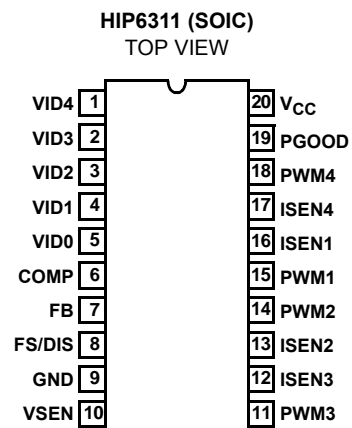 HIP6311 (SOIC)
TOP VIEW
VID4 1
VID3 2
VID2 3
VID1 4
VID0 5
COMP 6
FB 7
FS/DIS 8
GND 9
VSEN 10
20 VCC
19 PGOOD
18 PWM4
17 ISEN4
16 ISEN1
15 PWM1
14 PWM2
13 ISEN2
12 ISEN3
11 PWM3